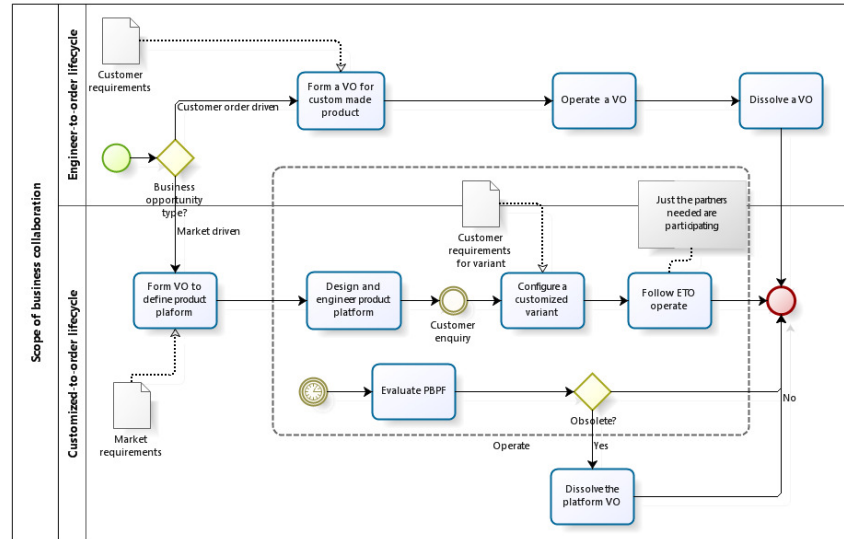 Scope of business collaboration
Engineer-to-order lifecycle
Customer
requirements
Form a VO for
custom made
product
Operate a VO
Dissolve a VO
Customer order driven
Business
opportunity
type?
Customized-to-order lifecycle
Market driven
Customer
requirements
for variant
Just the partners
needed are
participating
Form VO to
define product
plaform
Design and
engineer product
platform
Customer
enquiry
Configure a
customized
variant
Follow ETO
operate
Market
requirements
Evaluate PBPF
Obsolete?
No
Operate
Yes
Dissolve the
platform VO